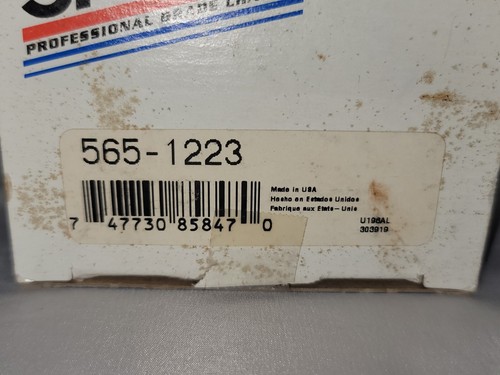 PROFESSIONAL GRADE
565-1223
Made in USA
Hecho en Estados Unidos
Fabrique aux Etats-Unis
7 47730 85847 0
U198AL
303919